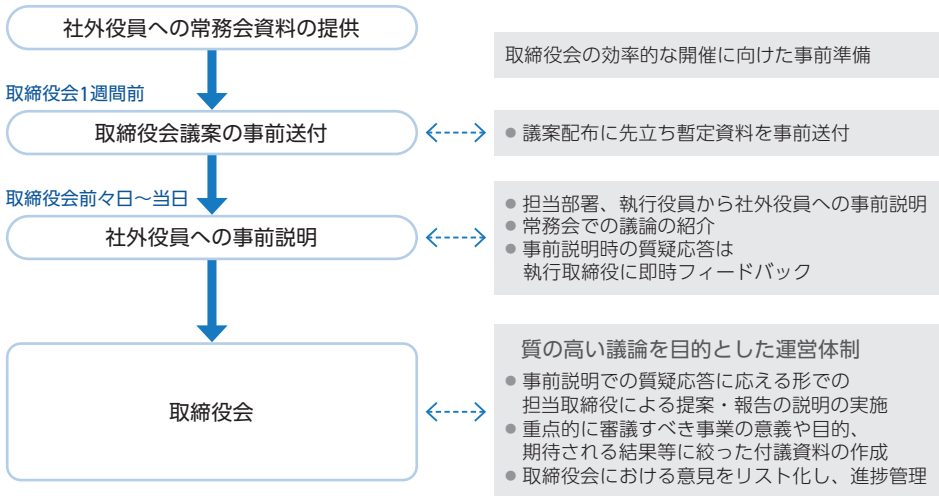 社外役員への常務会資料の提供
取締役会の効率的な開催に向けた事前準備
取締役会1週間前
取締役会議案の事前送付
● 議案配布に先立ち暫定資料を事前送付
取締役会前々日～当日
社外役員への事前説明
● 担当部署、執行役員から社外役員への事前説明
● 常務会での議論の紹介
● 事前説明時の質疑応答は
執行取締役に即時フィードバック
取締役会
質の高い議論を目的とした運営体制
● 事前説明での質疑応答に応える形での
担当取締役による提案・報告の説明の実施
● 重点的に審議すべき事業の意義や目的、
期待される結果等に絞った付議資料の作成
● 取締役会における意見をリスト化し、進捗管理